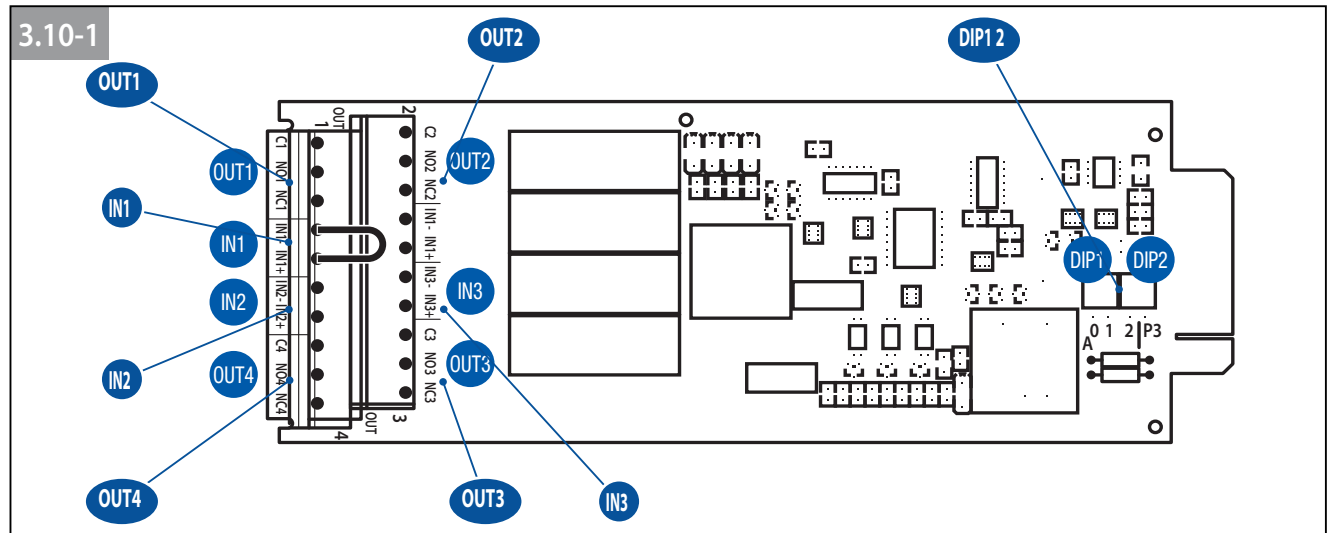 3.10-1
OUT2
DIP1 2
OUT1
OUT
1
2
C1
NO1
NC1
OUT1
C2
NO2
NC2
OUT2
IN1
IN1-
IN1+
IN1
IN1-
IN1+
IN2-
IN2+
IN2
IN3-
IN3+
IN3
DIP1
DIP2
C4
NO4
NC4
OUT4
C3
NO3
NC3
OUT3
0 1 2 P3
A
IN2
OUT
3
4
OUT4
OUT3
IN3